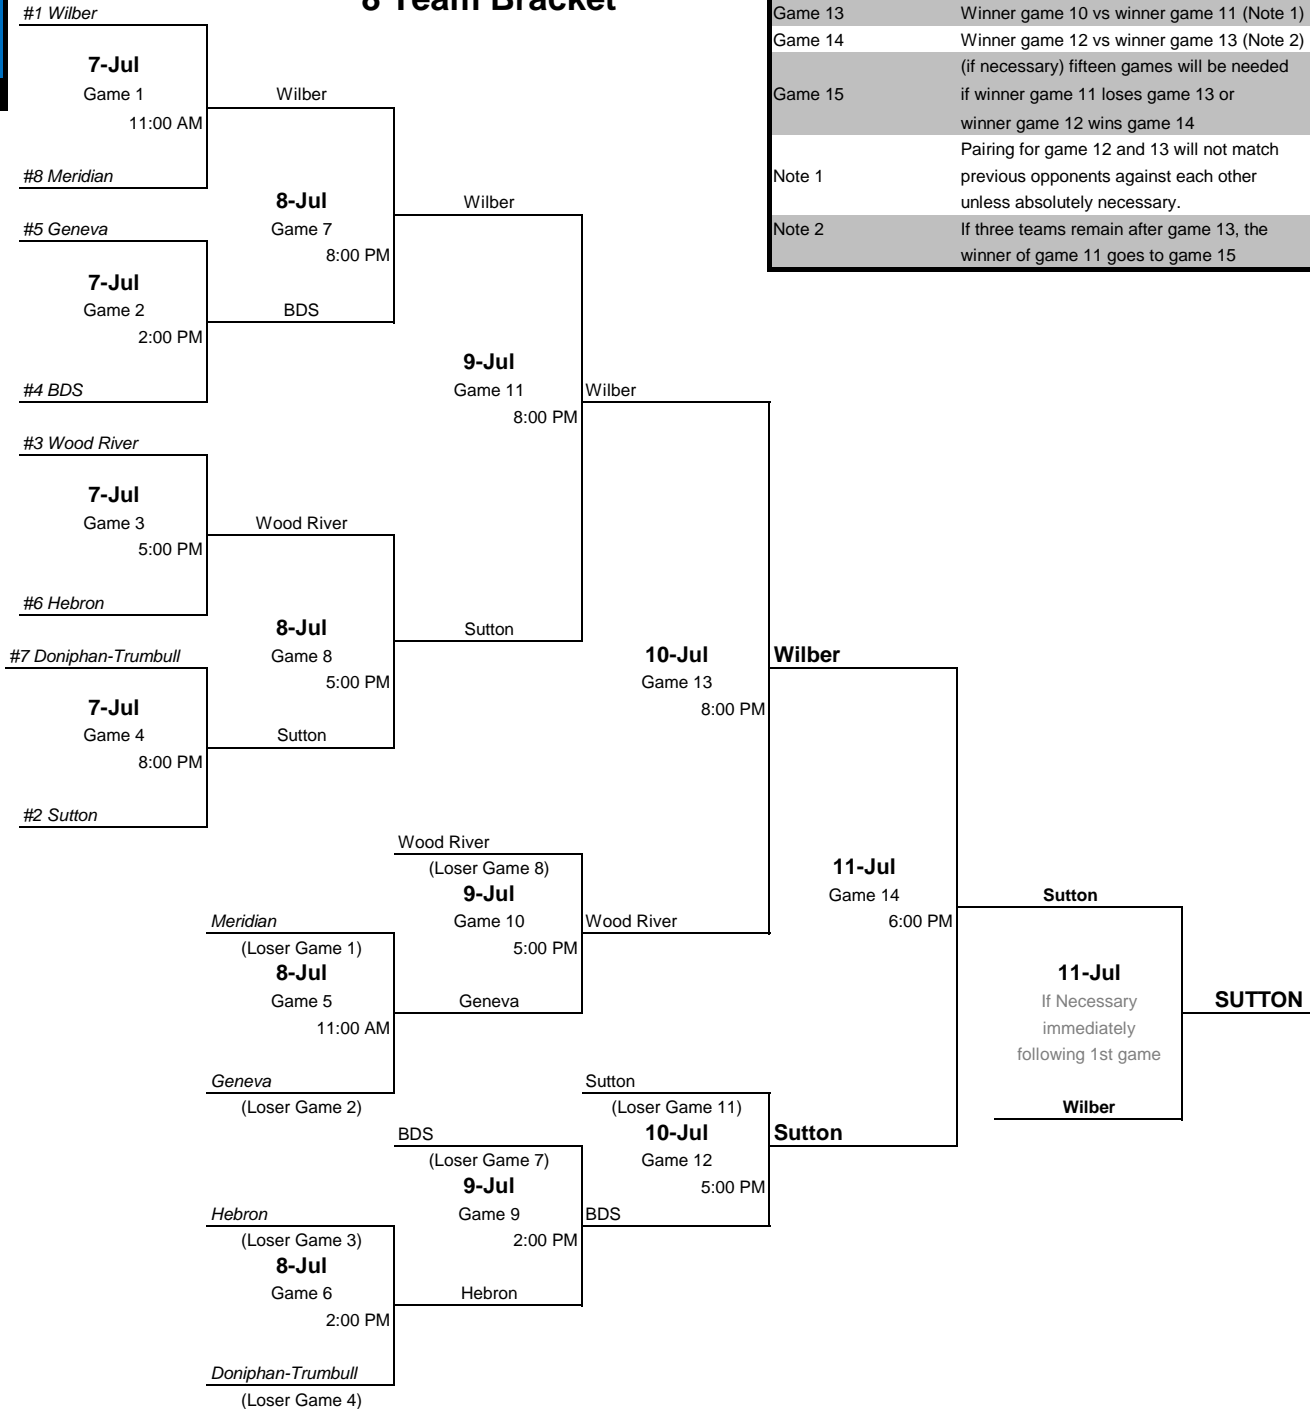 8 Team Bracket
#1 Wilber
7-Jul
Game 1
11:00 AM
#8 Meridian
Wilber
#5 Geneva
7-Jul
Game 2
2:00 PM
#4 BDS
8-Jul
Game 7
8:00 PM
BDS
Wilber
#3 Wood River
7-Jul
Game 3
5:00 PM
#6 Hebron
Wood River
9-Jul
Game 11
8:00 PM
Wilber
#7 Doniphan-Trumbull
7-Jul
Game 4
8:00 PM
#2 Sutton
8-Jul
Game 8
5:00 PM
Sutton
Sutton
10-Jul
Game 13
8:00 PM
Wilber
Wood River
(Loser Game 8)
9-Jul
Game 10
5:00 PM
Wood River
Meridian
(Loser Game 1)
8-Jul
Game 5
11:00 AM
Geneva
Geneva
(Loser Game 2)
11-Jul
Game 14
6:00 PM
Sutton
11-Jul
If Necessary
immediately
following 1st game
SUTTON
Wilber
Sutton
(Loser Game 11)
10-Jul
Game 12
5:00 PM
Sutton
BDS
(Loser Game 7)
9-Jul
Game 9
2:00 PM
BDS
Hebron
(Loser Game 3)
8-Jul
Game 6
2:00 PM
Hebron
Doniphan-Trumbull
(Loser Game 4)
Game 13 Winner game 10 vs winner game 11 (Note 1)
Game 14 Winner game 12 vs winner game 13 (Note 2)
(if necessary) fifteen games will be needed
Game 15 if winner game 11 loses game 13 or
winner game 12 wins game 14
Pairing for game 12 and 13 will not match
Note 1 previous opponents against each other
unless absolutely necessary.
Note 2 If three teams remain after game 13, the
winner of game 11 goes to game 15